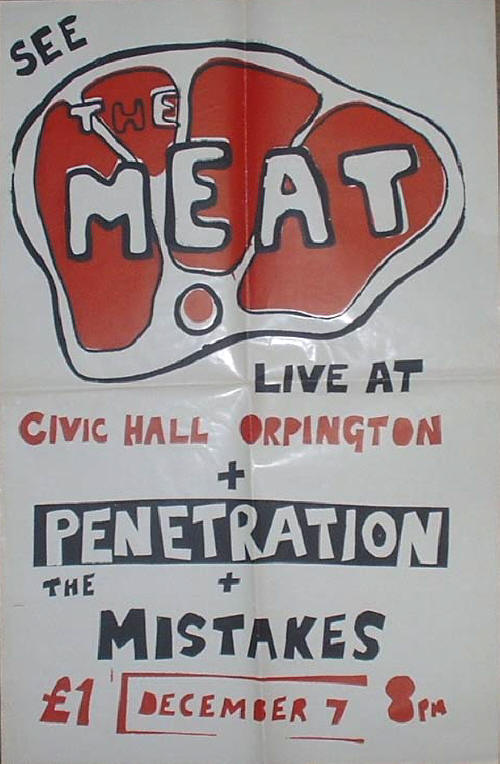 SEE
THE
MEAT
LIVE AT
CIVIC HALL ORPINGTON
+
PENETRATION
THE +
MISTAKES
£1 DECEMBER 7 8PM